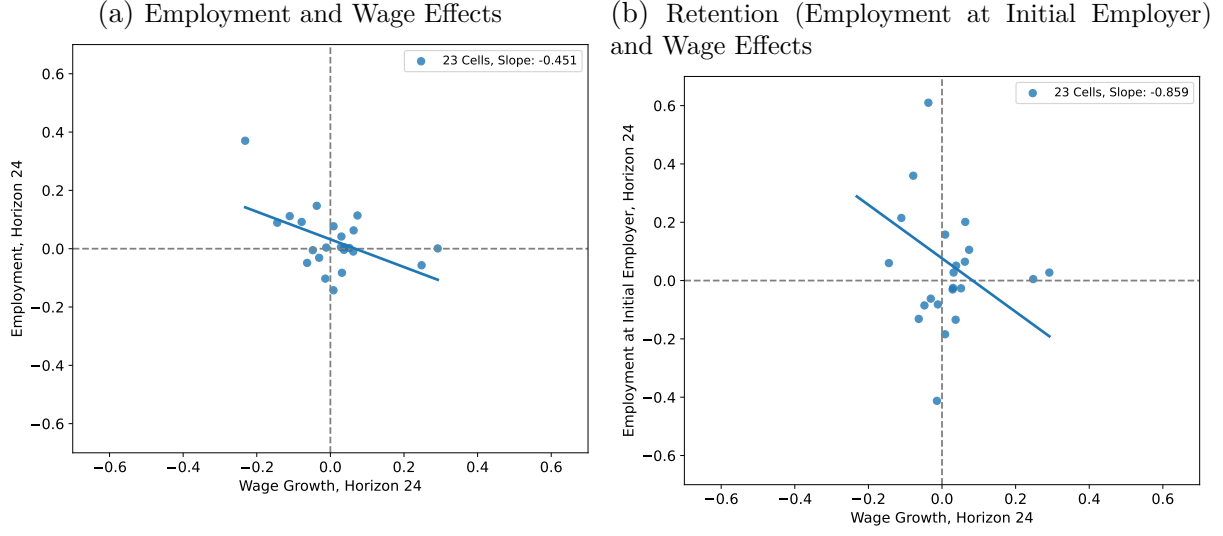 (a) Employment and Wage Effects
23 Cells, Slope: -0.451
Employment, Horizon 24
0.6
0.4
0.2
0.0
−0.2
−0.4
−0.6
−0.6 −0.4 −0.2 0.0 0.2 0.4 0.6
Wage Growth, Horizon 24
(b) Retention (Employment at Initial Employer)
and Wage Effects
23 Cells, Slope: -0.859
Employment at Initial Employer, Horizon 24
0.6
0.4
0.2
0.0
−0.2
−0.4
−0.6
−0.6 −0.4 −0.2 0.0 0.2 0.4 0.6
Wage Growth, Horizon 24